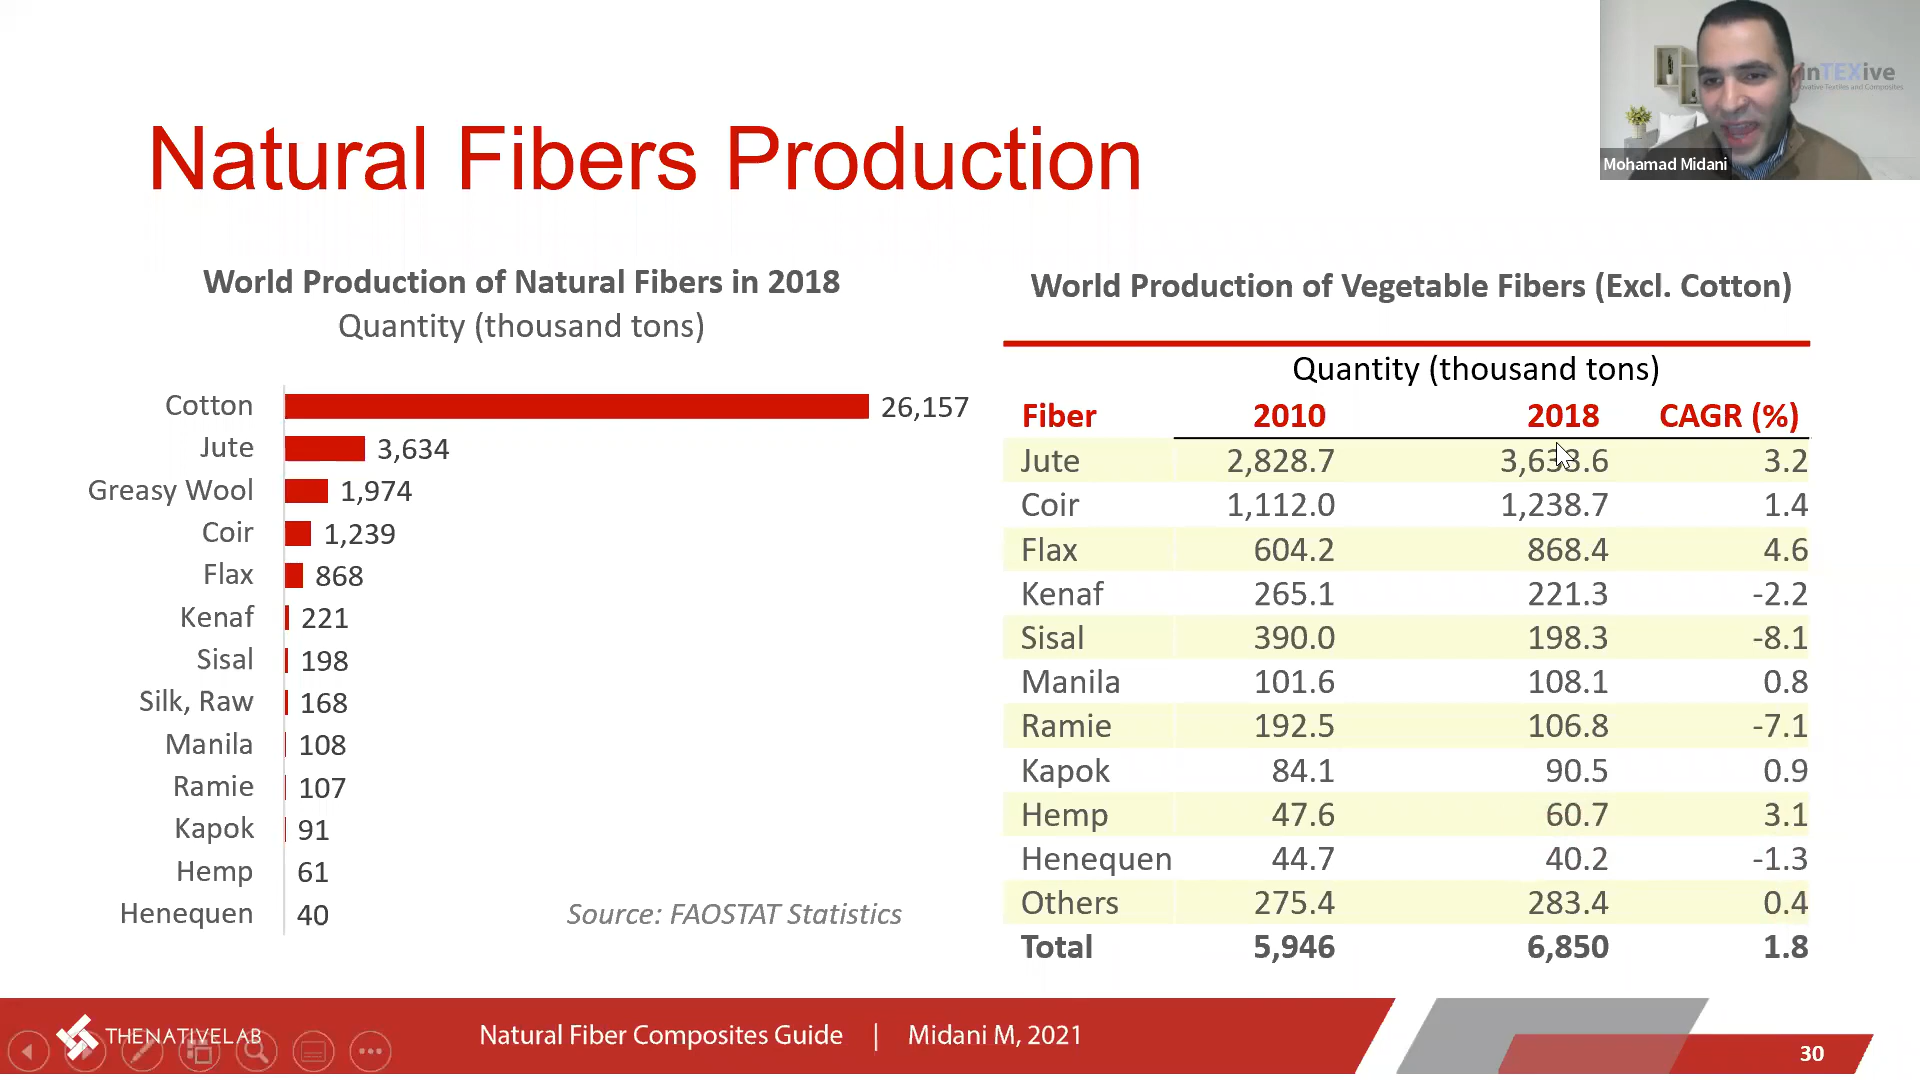 inTEXive
Mohamad Midani
Natural Fibers Production
World Production of Natural Fibers in 2018
Quantity (thousand tons)
Cotton 26,157
Jute 3,634
Greasy Wool 1,974
Coir 1,239
Flax 868
Kenaf 221
Sisal 198
Silk, Raw 168
Manila 108
Ramie 107
Kapok 91
Hemp 61
Henequen 40
Source: FAOSTAT Statistics
World Production of Vegetable Fibers (Excl. Cotton)
Quantity (thousand tons)
Fiber 2010 2018 CAGR (%)
Jute 2,828.7 3,633.6 3.2
Coir 1,112.0 1,238.7 1.4
Flax 604.2 868.4 4.6
Kenaf 265.1 221.3 -2.2
Sisal 390.0 198.3 -8.1
Manila 101.6 108.1 0.8
Ramie 192.5 106.8 -7.1
Kapok 84.1 90.5 0.9
Hemp 47.6 60.7 3.1
Henequen 44.7 40.2 -1.3
Others 275.4 283.4 0.4
Total 5,946 6,850 1.8
THENATIVELAB
Natural Fiber Composites Guide | Midani M, 2021
30